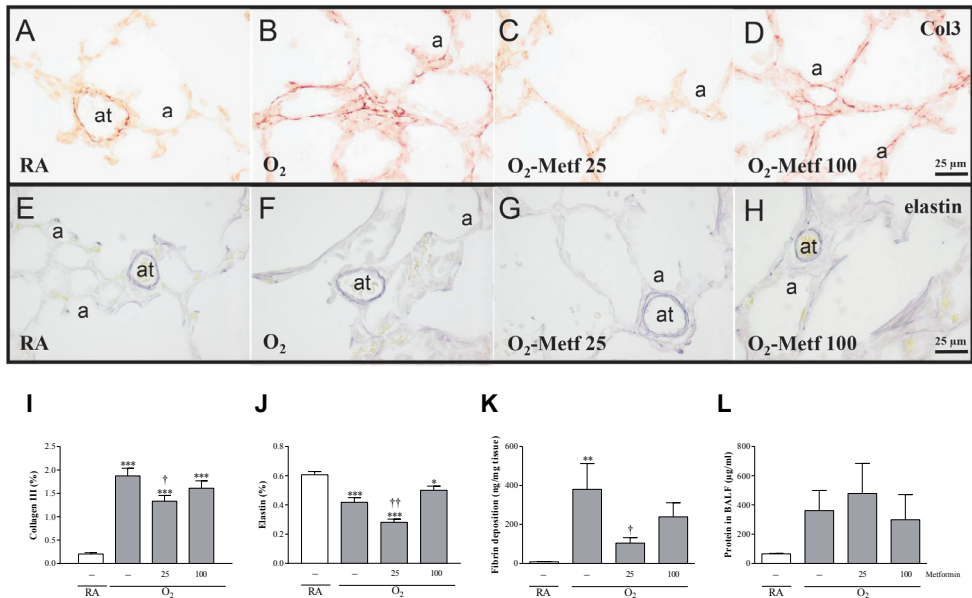 A B C D Col3
a a a a
at a
RA O₂ O₂-Metf 25 O₂-Metf 100 25 µm
E F G H elastin
a a a at
at at at a
a
RA O₂ O₂-Metf 25 O₂-Metf 100 25 µm
I J K L
Collagen III (%)
2.5
2.0
1.5
1.0
0.5
0.0
*** † *** ***
– – 25 100
RA O₂
Elastin (%)
0.8
0.6
0.4
0.2
0.0
*** †† *** *
– – 25 100
RA O₂
Fibrin deposition (ng/mg tissue)
600
400
200
0
** †
– – 25 100
RA O₂
Protein in BALF (µg/ml)
800
600
400
200
0
– – 25 100 Metformin
RA O₂